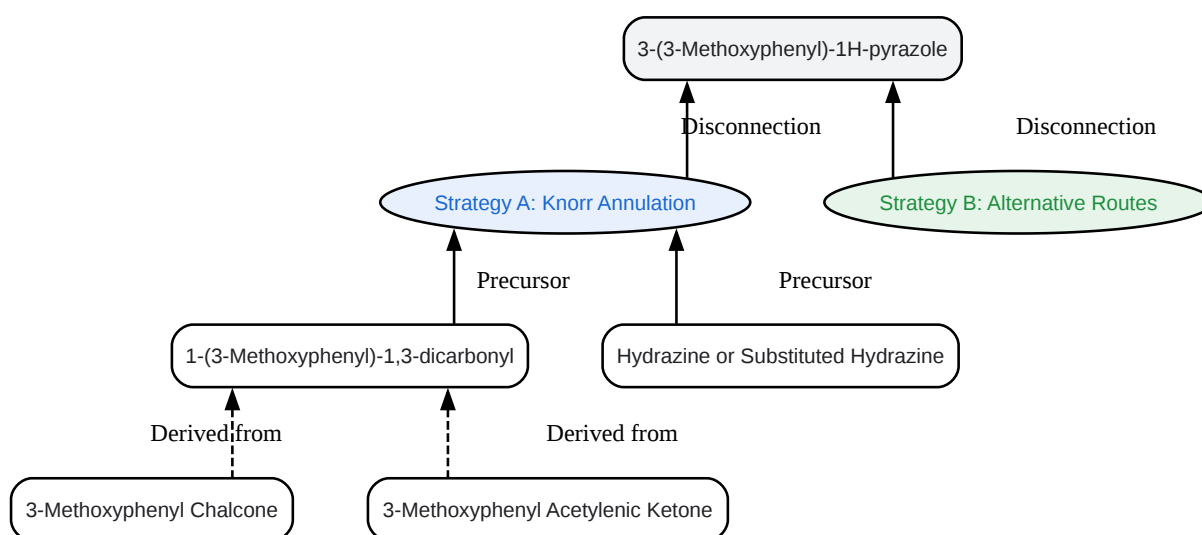 3-(3-Methoxyphenyl)-1H-pyrazole
Disconnection
Disconnection
Strategy A: Knorr Annulation
Strategy B: Alternative Routes
Precursor
Precursor
1-(3-Methoxyphenyl)-1,3-dicarbonyl
Hydrazine or Substituted Hydrazine
Derived from
Derived from
3-Methoxyphenyl Chalcone
3-Methoxyphenyl Acetylenic Ketone